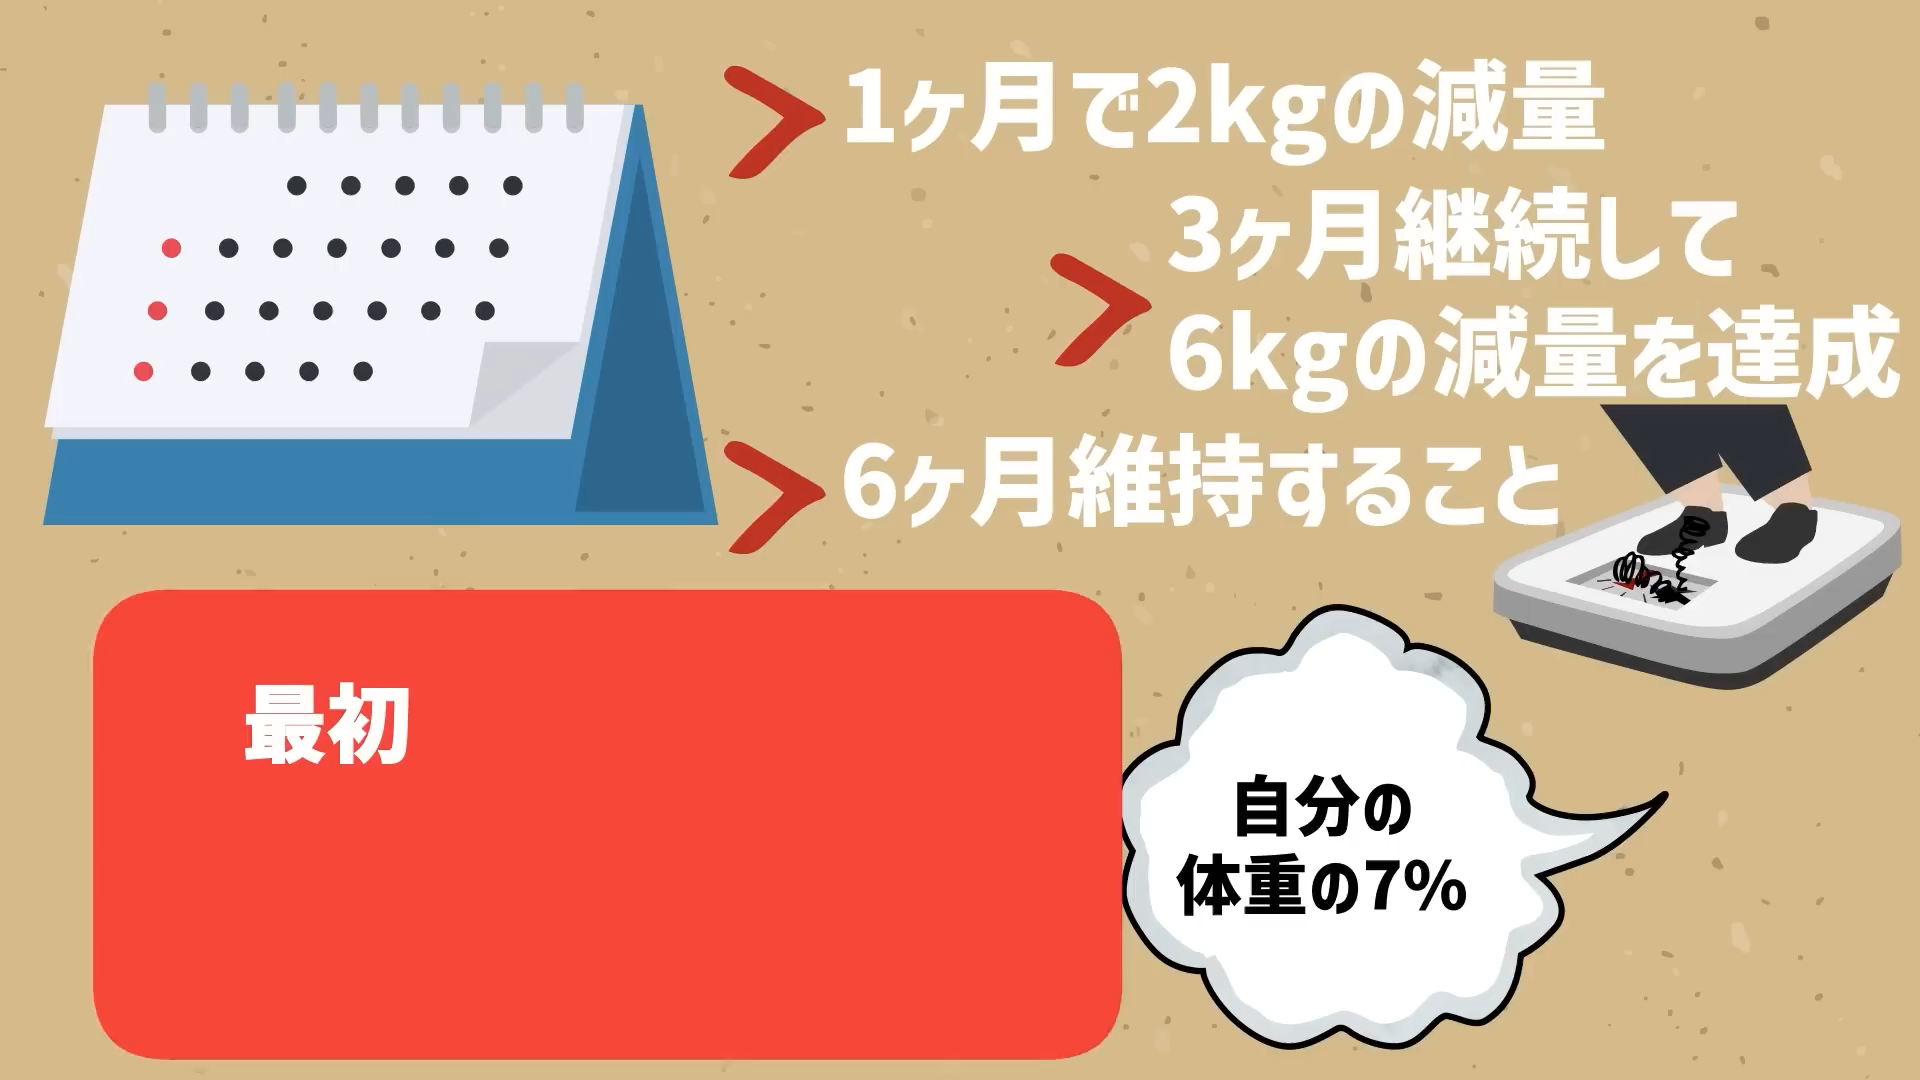 1ヶ月で2kgの減量
3ヶ月継続して
6kgの減量を達成
6ヶ月維持すること
最初
自分の
体重の7%